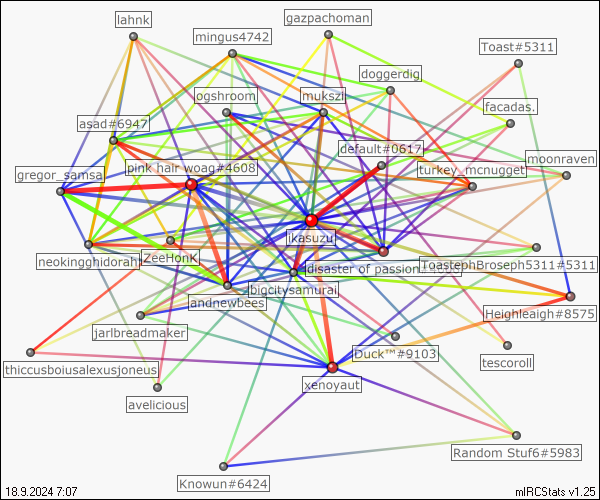 lahnk
mingus4742
gazpachoman
Toast#5311
doggerdig
ogshroom
mukszi
facadas.
asad#6947
default#0617
moonraven
gregor_samsa
pink hair woag#4608
turkey_mcnugget
jkasuzu
neokingghidorah
ZeeHonK
disaster of passion
ToastephBroseph5311#5311
bigcitysamurai
andnewbees
Heighleaigh#8575
jarlbreadmaker
Duck™#9103
tescoroll
thiccusboiusalexusjoneus
xenoyaut
avelicious
Random Stuf6#5983
Knowun#6424
18.9.2024 7:07
mIRCStats v1.25